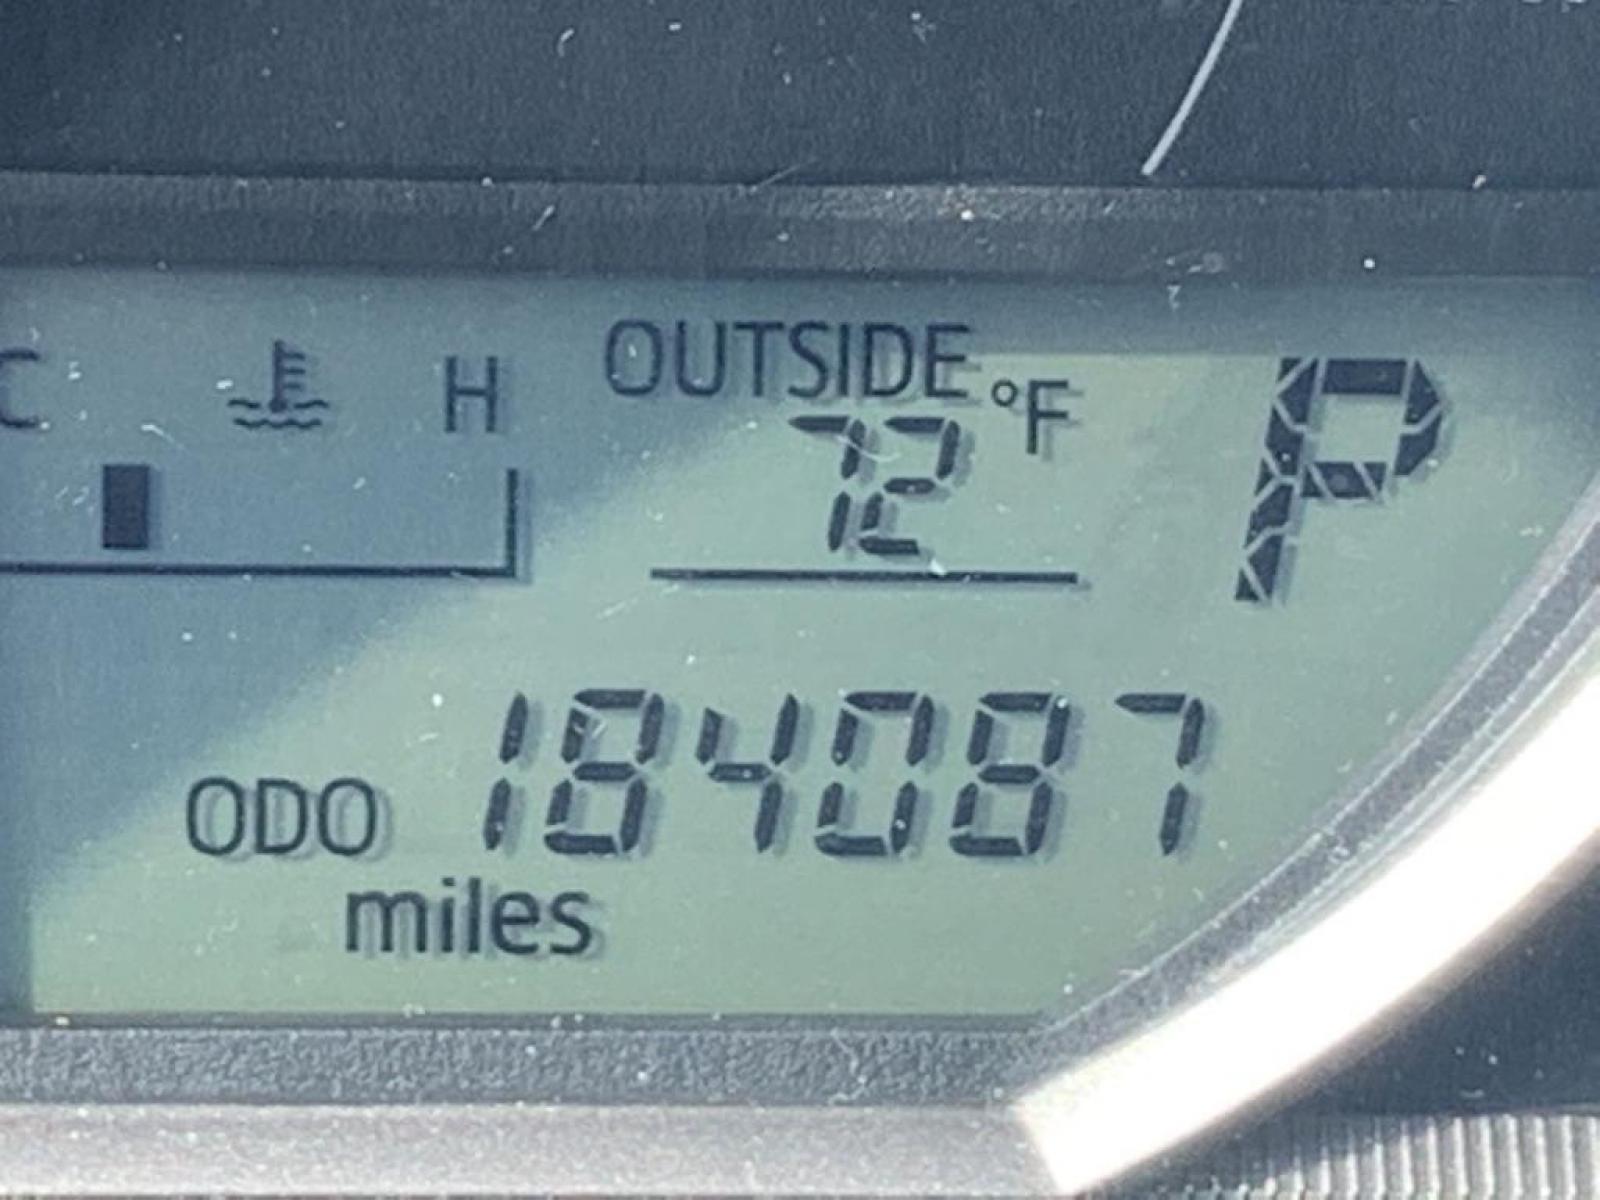 C H
OUTSIDE
72 °F
P
ODO 184087
miles